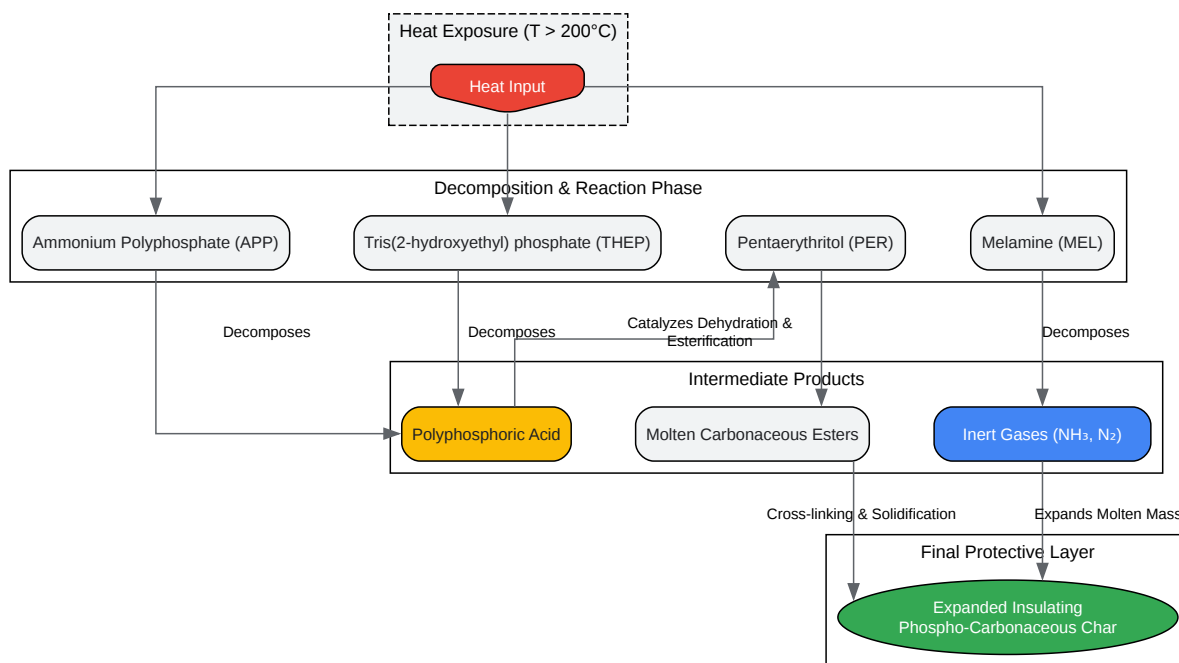 Heat Exposure (T > 200°C)
Heat Input
Decomposition & Reaction Phase
Ammonium Polyphosphate (APP)
Tris(2-hydroxyethyl) phosphate (THEP)
Pentaerythritol (PER)
Melamine (MEL)
Decomposes
Decomposes
Catalyzes Dehydration &
Esterification
Decomposes
Intermediate Products
Polyphosphoric Acid
Molten Carbonaceous Esters
Inert Gases (NH₃, N₂)
Cross-linking & Solidification
Expands Molten Mass
Final Protective Layer
Expanded Insulating
Phospho-Carbonaceous Char